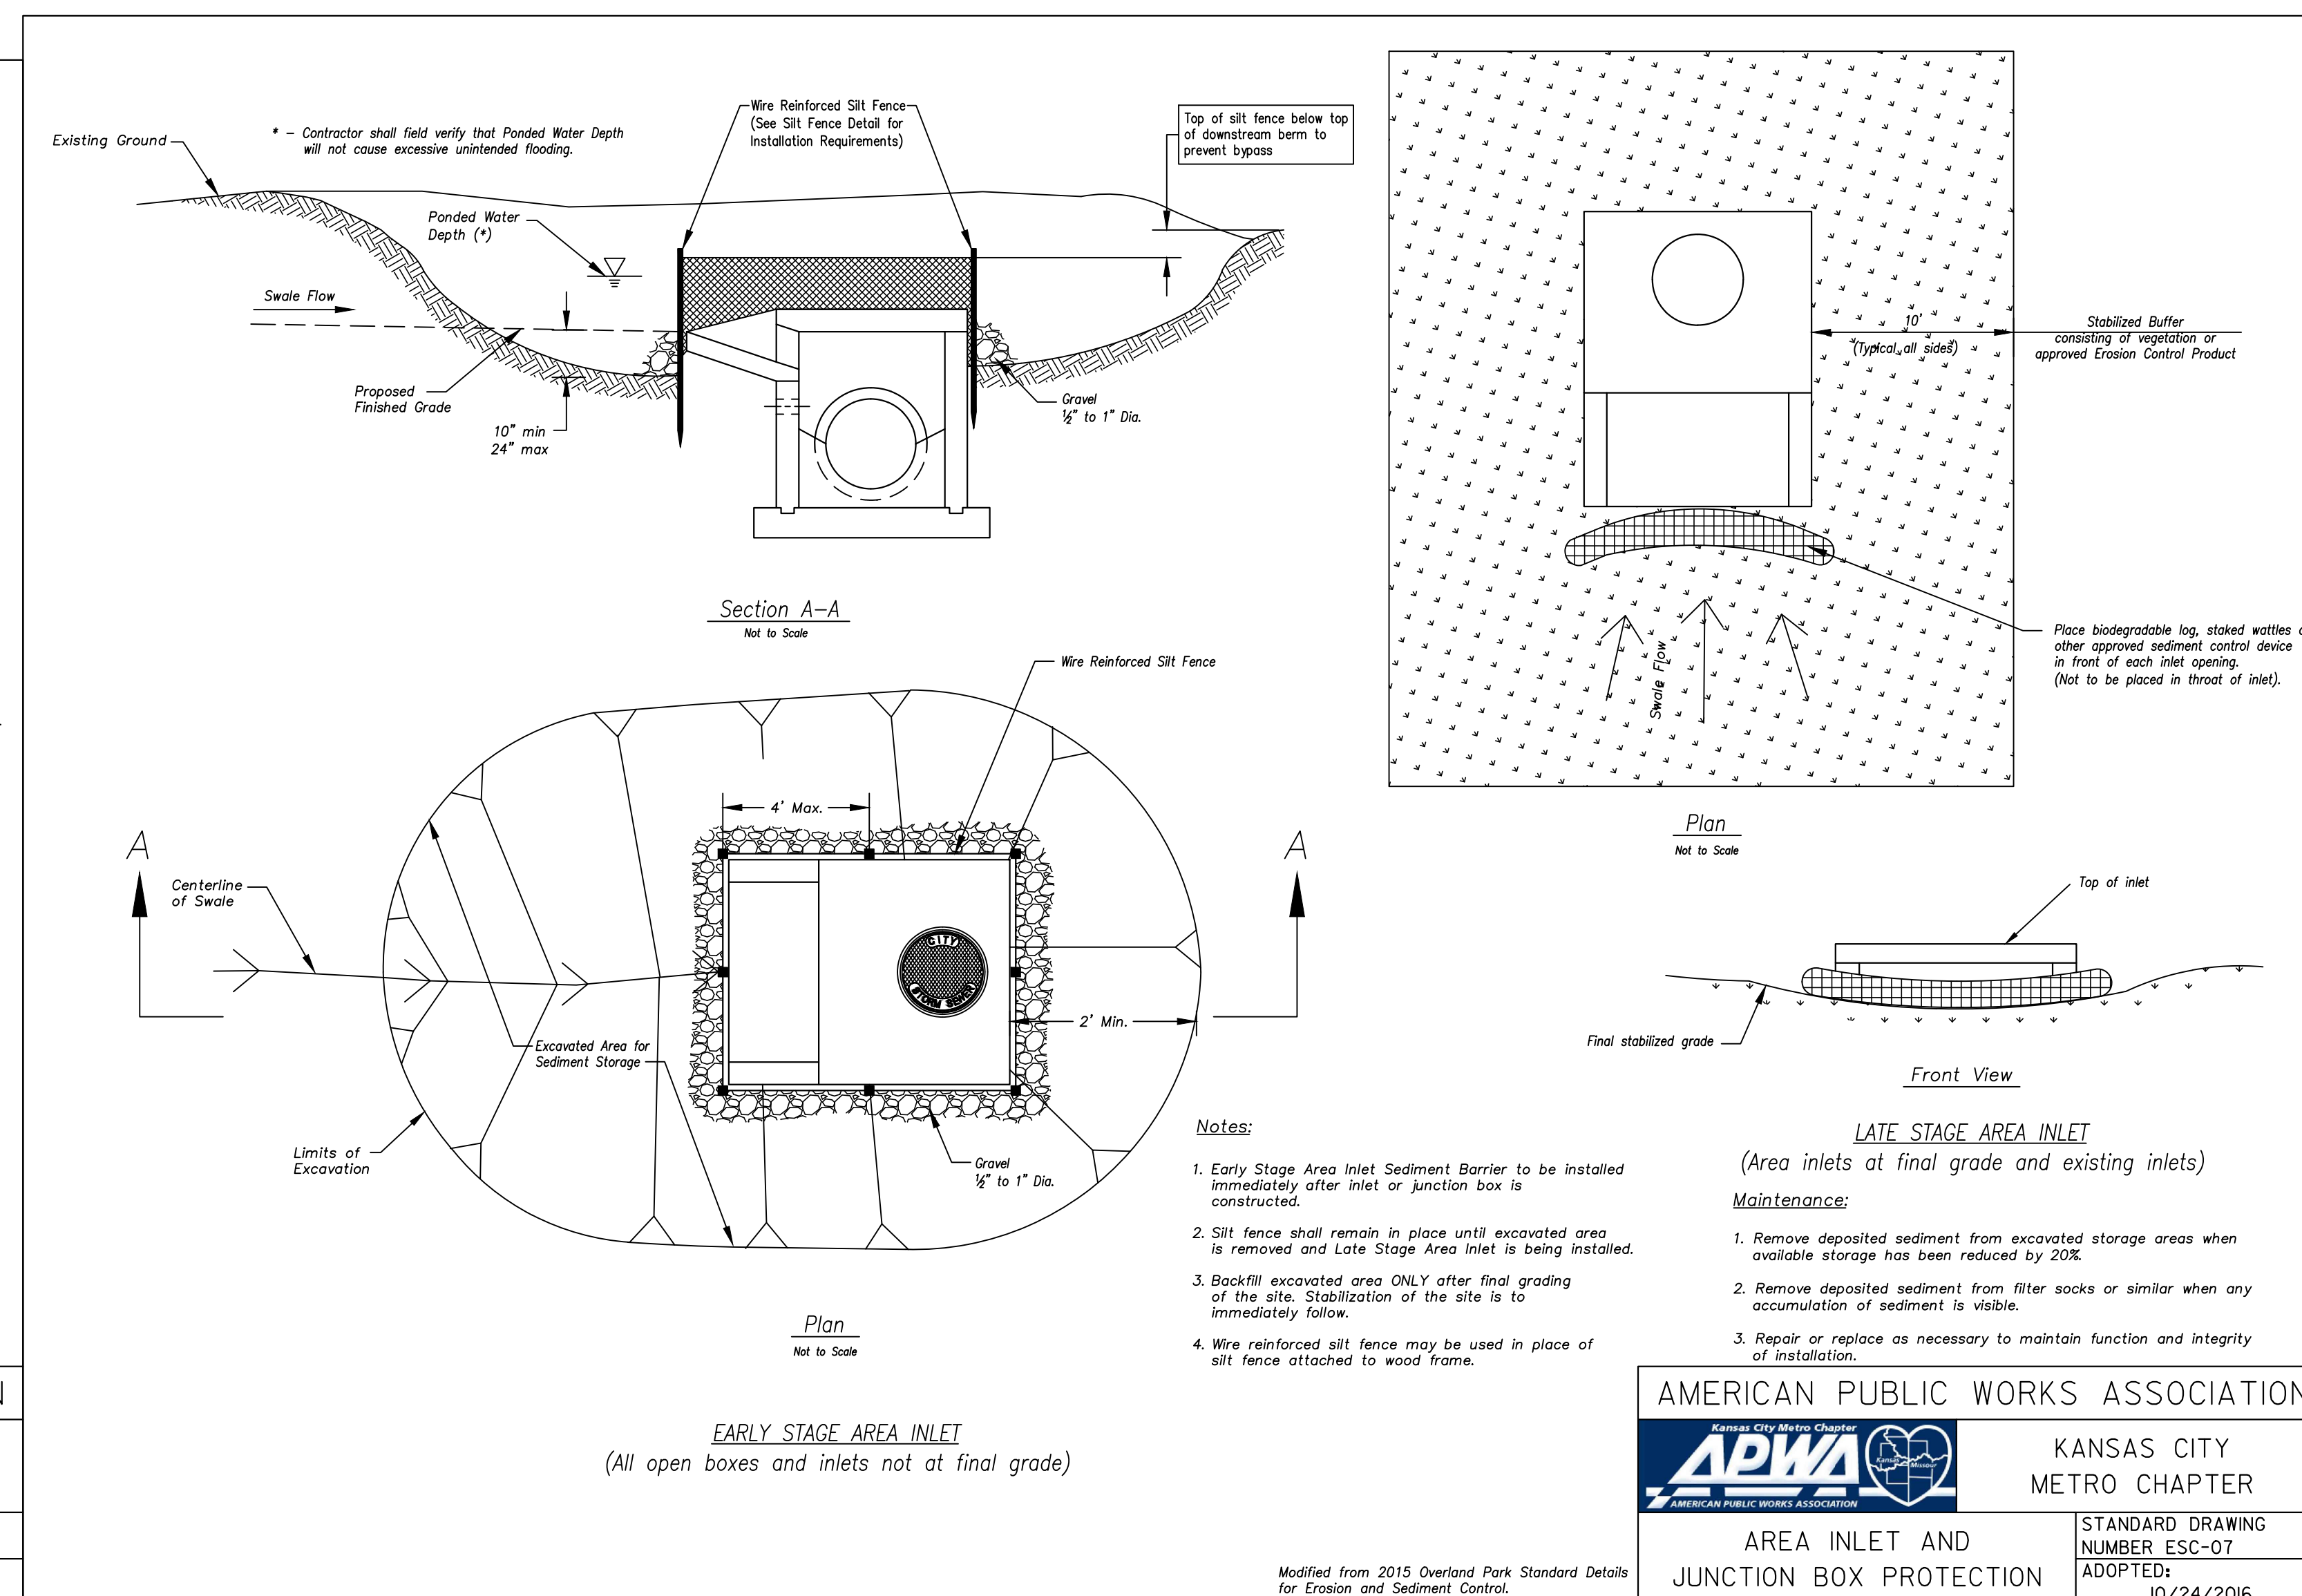 Existing Ground
* – Contractor shall field verify that Ponded Water Depth
will not cause excessive unintended flooding.
Wire Reinforced Silt Fence
(See Silt Fence Detail for
Installation Requirements)
Top of silt fence below top
of downstream berm to
prevent bypass
Ponded Water
Depth (*)
Swale Flow
Proposed
Finished Grade
10" min
24" max
Gravel
½" to 1" Dia.
Section A–A
Not to Scale
10'
(Typical all sides)
Stabilized Buffer
consisting of vegetation or
approved Erosion Control Product
Swale Flow
Place biodegradable log, staked wattles
other approved sediment control device
in front of each inlet opening.
(Not to be placed in throat of inlet).
Plan
Not to Scale
Wire Reinforced Silt Fence
4' Max.
A
A
Centerline
of Swale
CITY
STORM SEWER
2' Min.
Excavated Area for
Sediment Storage
Limits of
Excavation
Gravel
½" to 1" Dia.
Plan
Not to Scale
EARLY STAGE AREA INLET
(All open boxes and inlets not at final grade)
Top of inlet
Final stabilized grade
Front View
LATE STAGE AREA INLET
(Area inlets at final grade and existing inlets)
Notes:
1. Early Stage Area Inlet Sediment Barrier to be installed
immediately after inlet or junction box is
constructed.
2. Silt fence shall remain in place until excavated area
is removed and Late Stage Area Inlet is being installed.
3. Backfill excavated area ONLY after final grading
of the site. Stabilization of the site is to
immediately follow.
4. Wire reinforced silt fence may be used in place of
silt fence attached to wood frame.
Maintenance:
1. Remove deposited sediment from excavated storage areas when
available storage has been reduced by 20%.
2. Remove deposited sediment from filter socks or similar when any
accumulation of sediment is visible.
3. Repair or replace as necessary to maintain function and integrity
of installation.
AMERICAN PUBLIC WORKS ASSOCIATION
Kansas City Metro Chapter
APWA
Kansas
Missouri
AMERICAN PUBLIC WORKS ASSOCIATION
KANSAS CITY
METRO CHAPTER
AREA INLET AND
JUNCTION BOX PROTECTION
STANDARD DRAWING
NUMBER ESC-07
ADOPTED:
10/24/2016
Modified from 2015 Overland Park Standard Details
for Erosion and Sediment Control.